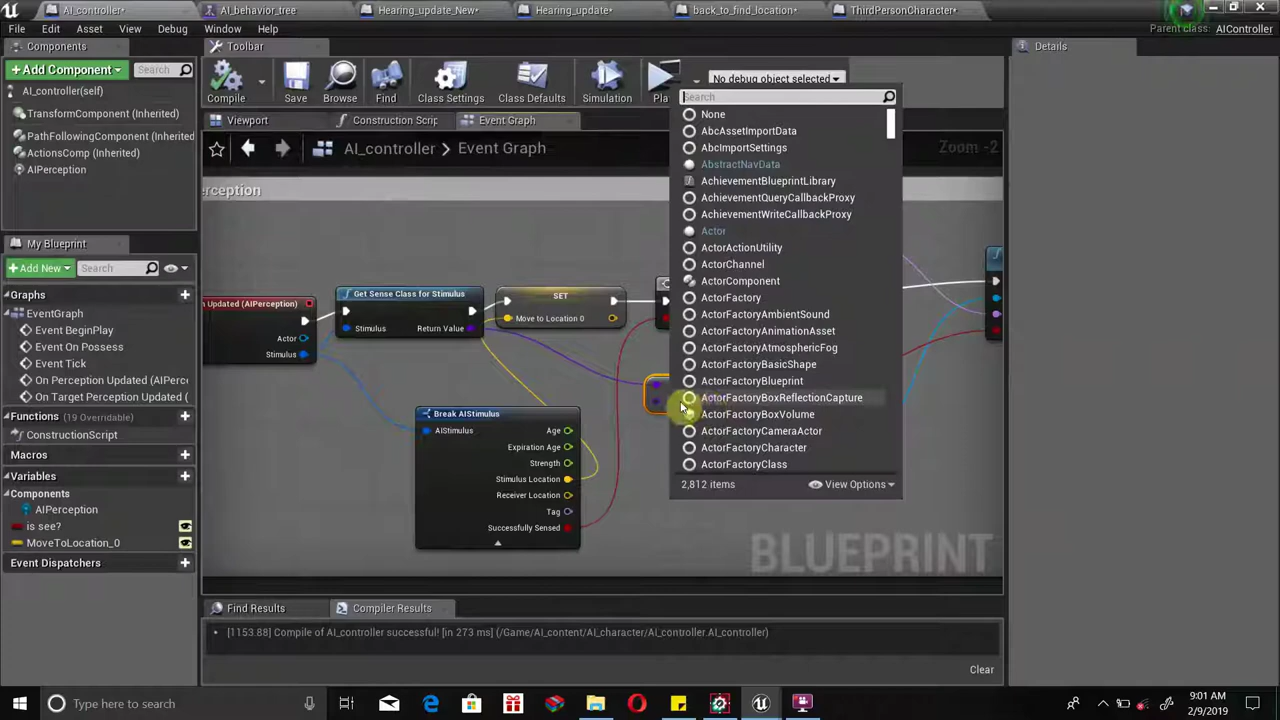 AI_controller*
AI_behavior_tree
Hearing_update_New*
Hearing_update*
back_to_find_location*
ThirdPersonCharacter*
File Edit Asset View Debug Window Help
Parent class: AIController
Components
Toolbar
Details
+ Add Component
Search
AI_controller(self)
TransformComponent (Inherited)
PathFollowingComponent (Inherited)
ActionsComp (Inherited)
AIPerception
Compile
Save
Browse
Find
Class Settings
Class Defaults
Simulation
No debug object selected
Viewport
Construction Scrip
Event Graph
AI_controller > Event Graph
Zoom -2
erception
My Blueprint
+ Add New
Search
Graphs
EventGraph
Event BeginPlay
Event On Possess
Event Tick
On Perception Updated (AIPerc
On Target Perception Updated (
Functions (17 Overridable)
ConstructionScript
Macros
Variables
Components
AIPerception
is see?
MoveToLocation_0
Event Dispatchers
n Updated (AIPerception)
Actor
Stimulus
Get Sense Class for Stimulus
Stimulus
Return Value
SET
Move to Location 0
Break AIStimulus
AIStimulus
Age
Expiration Age
Strength
Stimulus Location
Receiver Location
Tag
Successfully Sensed
Search
None
AbcAssetImportData
AbcImportSettings
AbstractNavData
AchievementBlueprintLibrary
AchievementQueryCallbackProxy
AchievementWriteCallbackProxy
Actor
ActorActionUtility
ActorChannel
ActorComponent
ActorFactory
ActorFactoryAmbientSound
ActorFactoryAnimationAsset
ActorFactoryAtmosphericFog
ActorFactoryBasicShape
ActorFactoryBlueprint
ActorFactoryBoxReflectionCapture
ActorFactoryBoxVolume
ActorFactoryCameraActor
ActorFactoryCharacter
ActorFactoryClass
2,812 items
View Options
BLUEPRINT
Find Results
Compiler Results
[1153.88] Compile of AI_controller successful! [in 273 ms] (/Game/AI_content/AI_character/AI_controller.AI_controller)
Clear
Type here to search
9:01 AM
2/9/2019